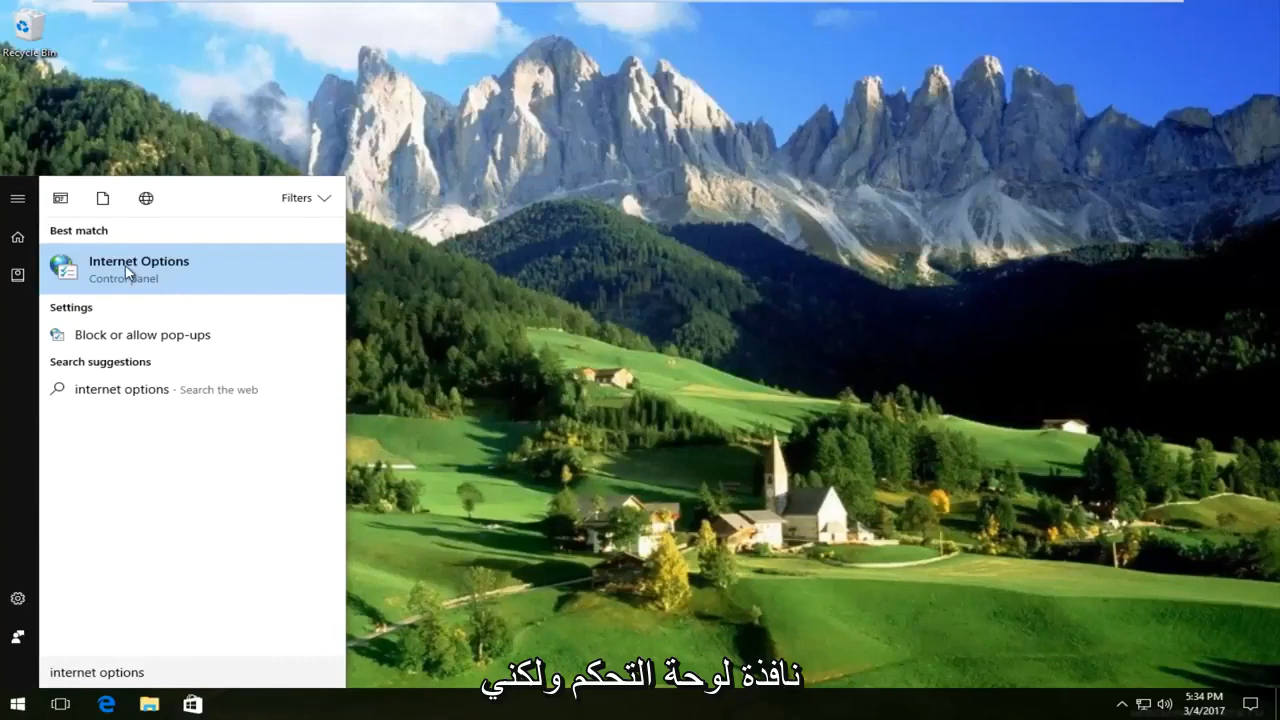 Recycle Bin
Filters
Best match
Internet Options
Control panel
Settings
Block or allow pop-ups
Search suggestions
internet options - Search the web
internet options
نافذة لوحة التحكم ولكني
5:34 PM
3/4/2017